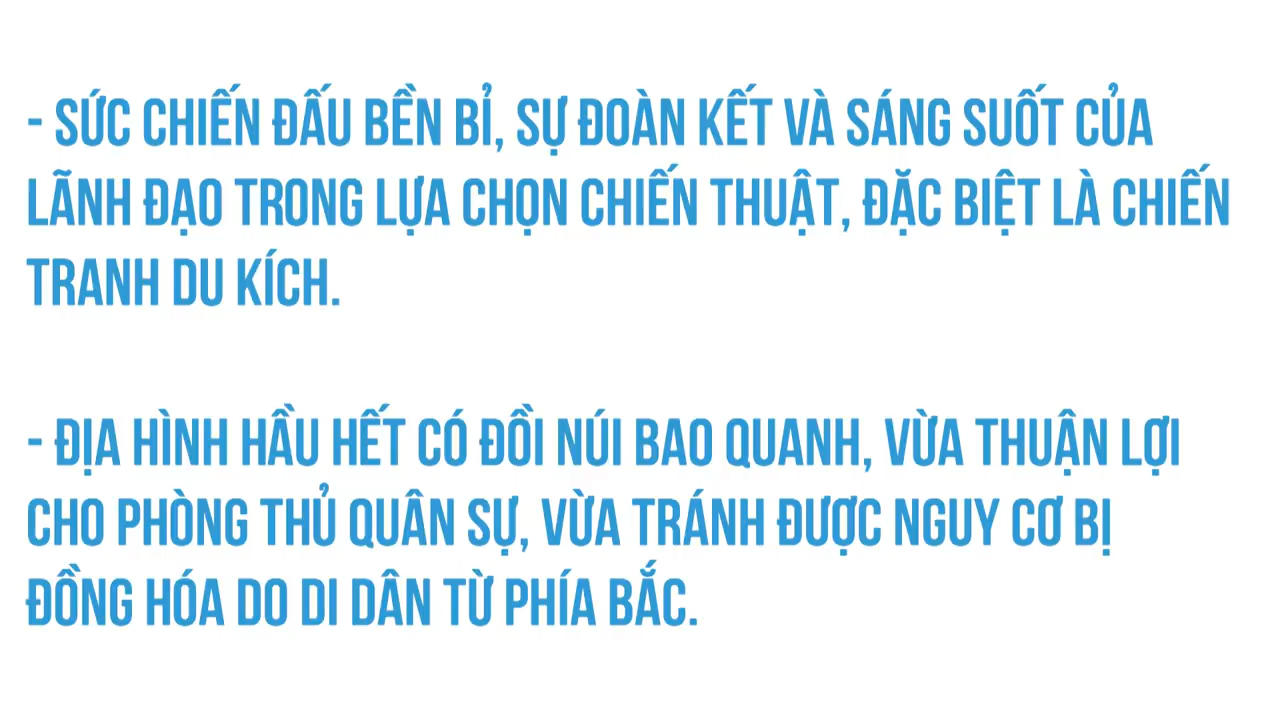 - SỨC CHIẾN ĐẤU BỀN BỈ, SỰ ĐOÀN KẾT VÀ SÁNG SUỐT CỦA
LÃNH ĐẠO TRONG LỰA CHỌN CHIẾN THUẬT, ĐẶC BIỆT LÀ CHIẾN
TRANH DU KÍCH.
- ĐỊA HÌNH HẦU HẾT CÓ ĐỒI NÚI BAO QUANH, VỪA THUẬN LỢI
CHO PHÒNG THỦ QUÂN SỰ, VỪA TRÁNH ĐƯỢC NGUY CƠ BỊ
ĐỒNG HÓA DO DI DÂN TỪ PHÍA BẮC.